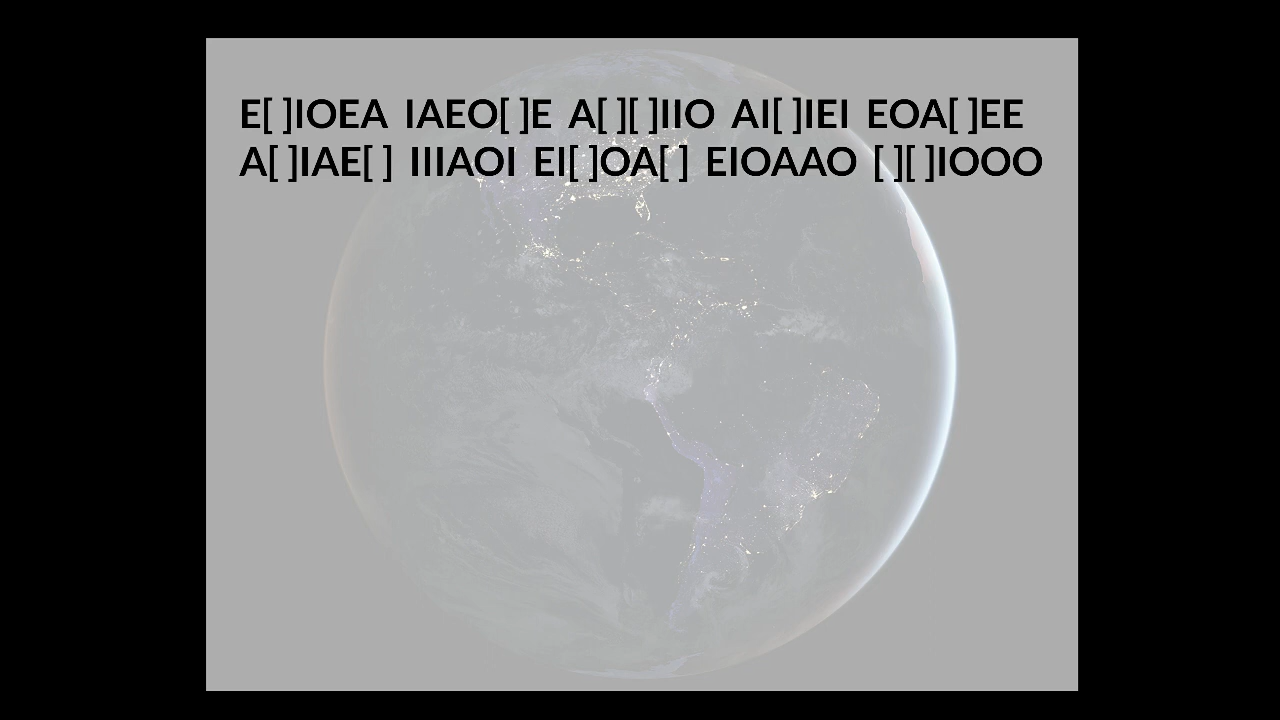 E[ ]IOEA IAEO[ ]E A[ ][ ]IIO AI[ ]IEI EOA[ ]EE
A[ ]IAE[ ] IIIAOI EI[ ]OA[ ] EIOAAO [ ][ ]IOOO